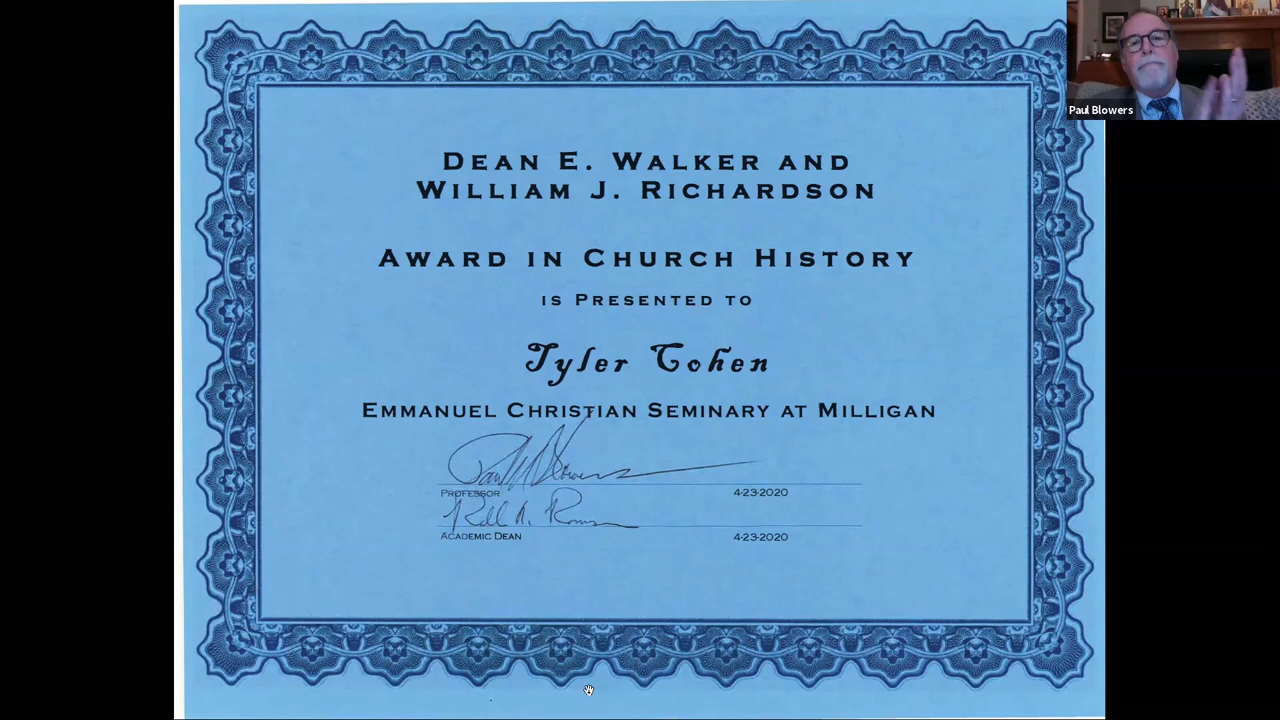 DEAN E. WALKER AND
WILLIAM J. RICHARDSON
AWARD IN CHURCH HISTORY
IS PRESENTED TO
Tyler Cohen
EMMANUEL CHRISTIAN SEMINARY AT MILLIGAN
PROFESSOR 4-23-2020
ACADEMIC DEAN 4-23-2020
Paul Blowers